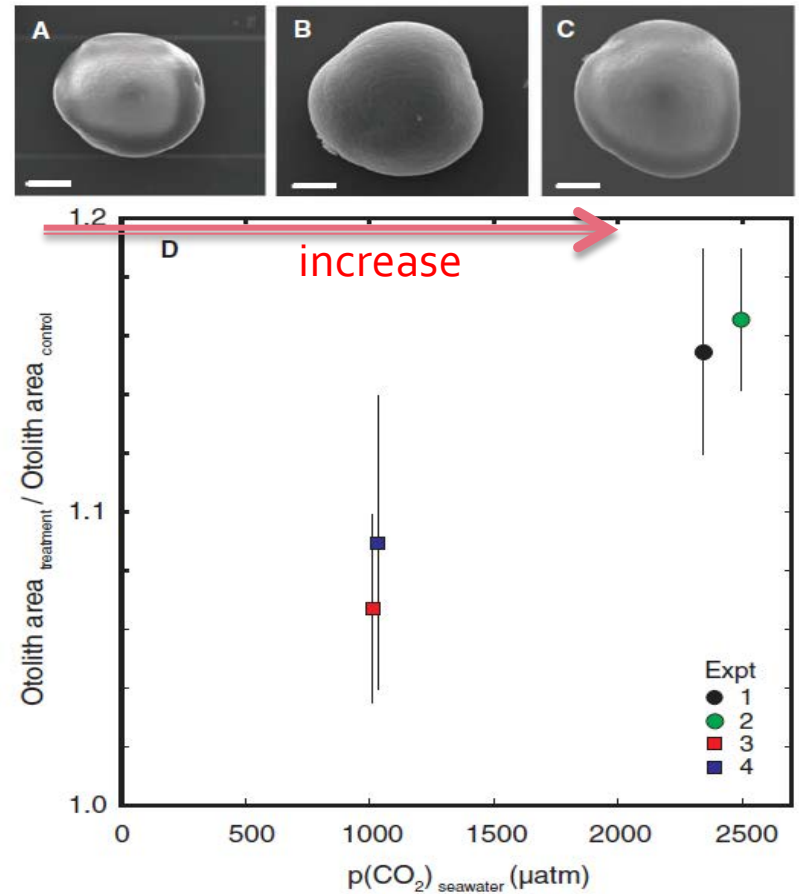 A
B
C
1.2
D
increase
Otolith area treatment / Otolith area control
1.1
1.0
Expt
1
2
3
4
0
500
1000
1500
2000
2500
p(CO₂) seawater (µatm)